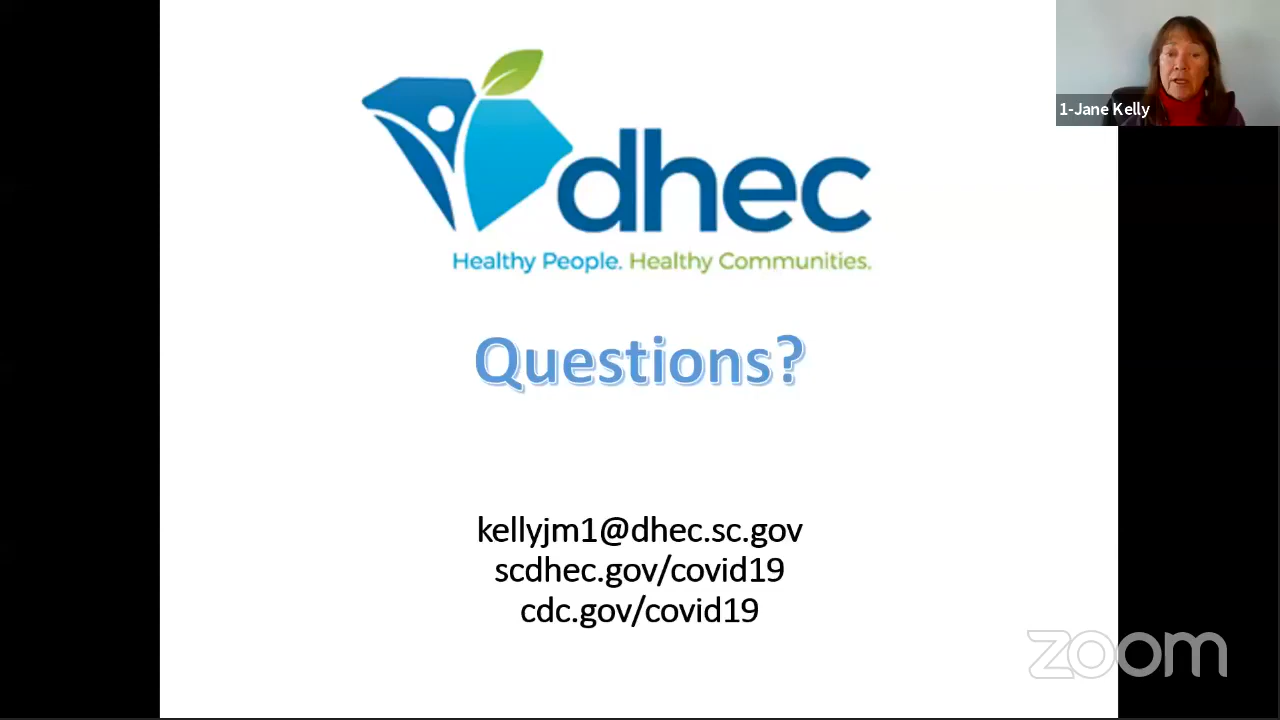 1-Jane Kelly
dhec
Healthy People. Healthy Communities.
Questions?
kellyjm1@dhec.sc.gov
scdhec.gov/covid19
cdc.gov/covid19
zoom